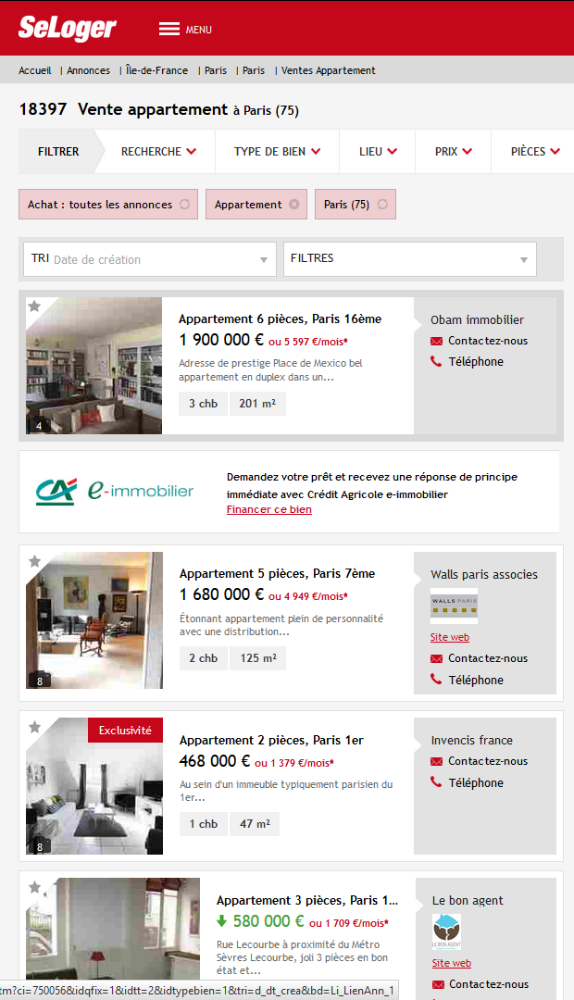 SeLoger
MENU
Accueil | Annonces | Île-de-France | Paris | Paris | Ventes Appartement
18397 Vente appartement à Paris (75)
FILTRER RECHERCHE TYPE DE BIEN LIEU PRIX PIÈCES
Achat : toutes les annonces Appartement Paris (75)
TRI Date de création FILTRES
Appartement 6 pièces, Paris 16ème
1 900 000 € ou 5 597 €/mois*
Adresse de prestige Place de Mexico bel
appartement en duplex dans un...
3 chb 201 m²
4
Obam immobilier
Contactez-nous
Téléphone
CA e-immobilier
Demandez votre prêt et recevez une réponse de principe
immédiate avec Crédit Agricole e-immobilier
Financer ce bien
Appartement 5 pièces, Paris 7ème
1 680 000 € ou 4 949 €/mois*
Étonnant appartement plein de personnalité
avec une distribution...
2 chb 125 m²
8
Walls paris associes
WALLS PARIS
Site web
Contactez-nous
Téléphone
Exclusivité
Appartement 2 pièces, Paris 1er
468 000 € ou 1 379 €/mois*
Au sein d'un immeuble typiquement parisien du
1er...
1 chb 47 m²
8
Invencis france
Contactez-nous
Téléphone
Appartement 3 pièces, Paris 1...
580 000 € ou 1 709 €/mois*
Rue Lecourbe à proximité du Métro
Sèvres Lecourbe, joli 3 pièces en bon
état et...
Le bon agent
LE BON AGENT
Site web
Contactez-nous
tm?ci=750056&idqfix=1&idtt=2&idtypebien=1&tri=d_dt_crea&bd=Li_LienAnn_1